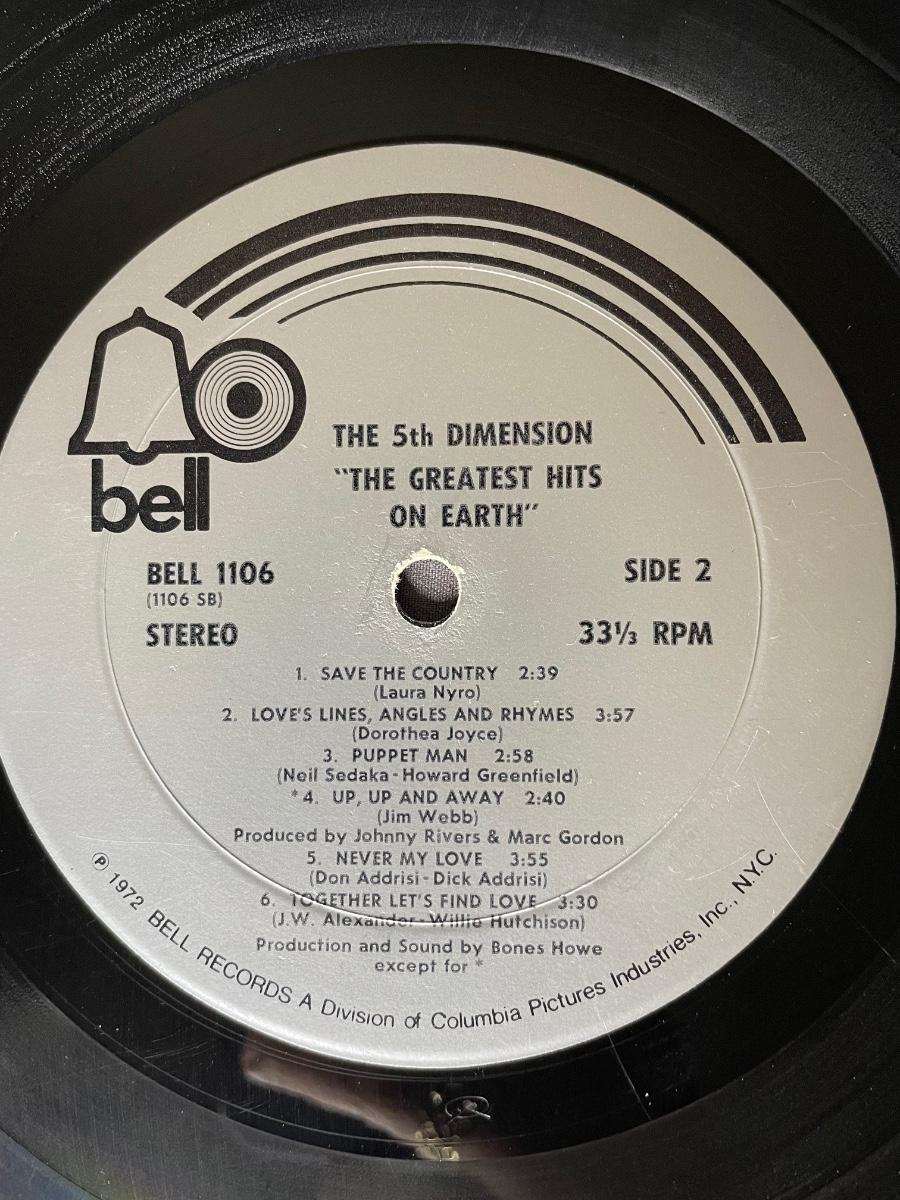 bell
THE 5th DIMENSION
"THE GREATEST HITS
ON EARTH"
BELL 1106
(1106 SB)
STEREO
SIDE 2
33⅓ RPM
1. SAVE THE COUNTRY 2:39
(Laura Nyro)
2. LOVE'S LINES, ANGLES AND RHYMES 3:57
(Dorothea Joyce)
3. PUPPET MAN 2:58
(Neil Sedaka-Howard Greenfield)
*4. UP, UP AND AWAY 2:40
(Jim Webb)
Produced by Johnny Rivers & Marc Gordon
5. NEVER MY LOVE 3:55
(Don Addrisi-Dick Addrisi)
6. TOGETHER LET'S FIND LOVE 3:30
(J.W. Alexander-Willie Hutchison)
Production and Sound by Bones Howe
except for *
℗ 1972 BELL RECORDS A Division of Columbia Pictures Industries, Inc., N.Y.C.